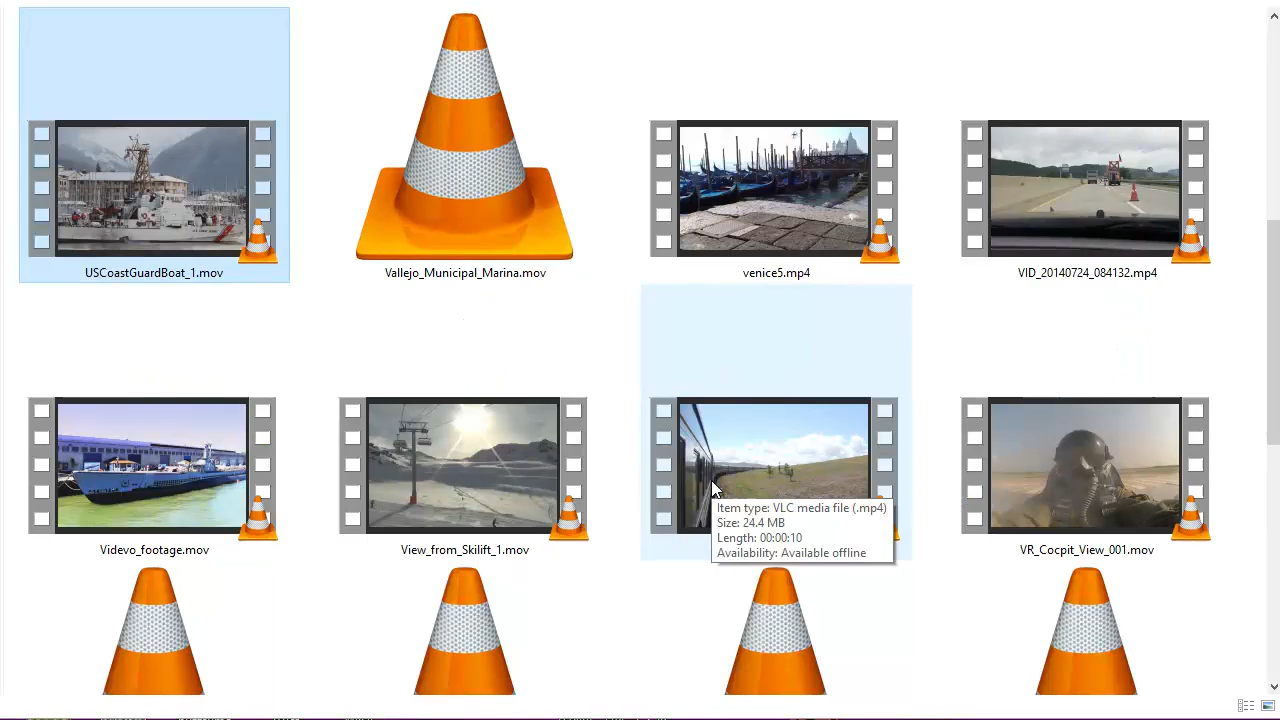 USCoastGuardBoat_1.mov
Vallejo_Municipal_Marina.mov
venice5.mp4
VID_20140724_084132.mp4
Item type: VLC media file (.mp4)
Size: 24.4 MB
Length: 00:00:10
Availability: Available offline
Videvo_footage.mov
View_from_Skilift_1.mov
VR_Cocpit_View_001.mov